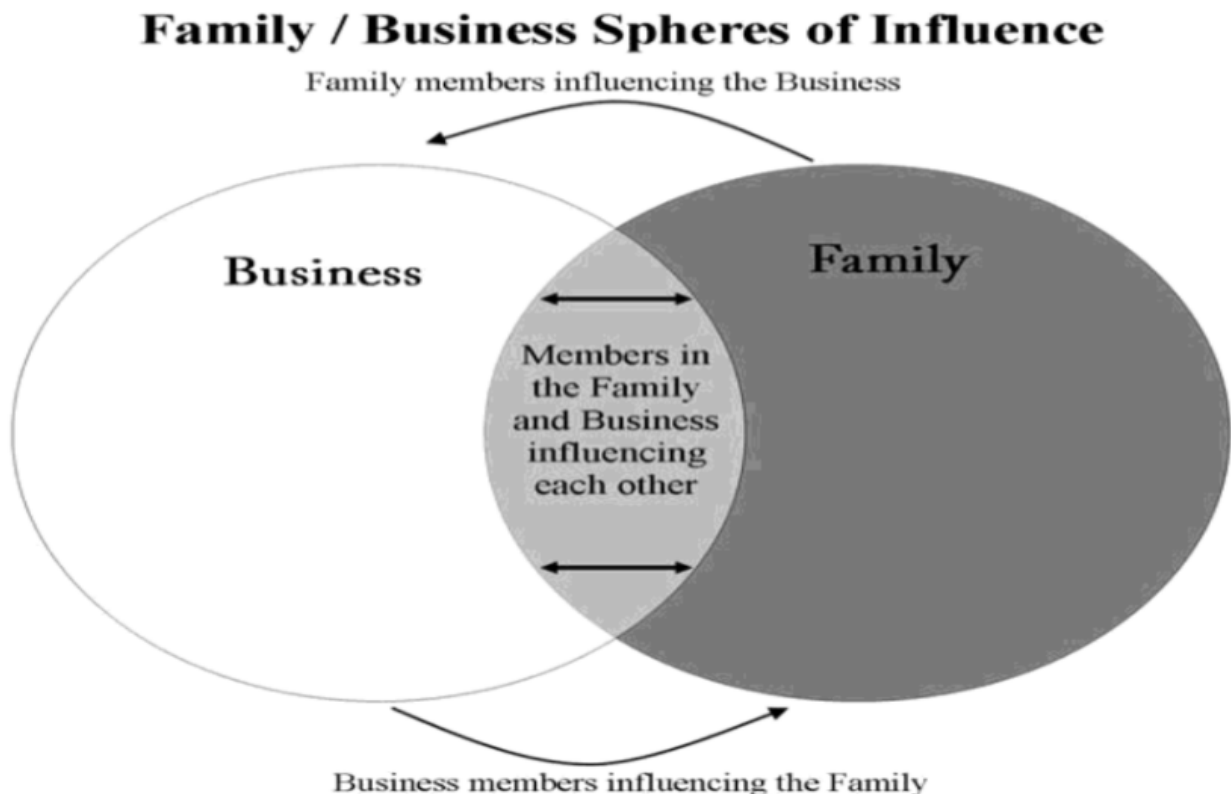 Family / Business Spheres of Influence
Family members influencing the Business
Business
Family
Members in
the Family
and Business
influencing
each other
Business members influencing the Family